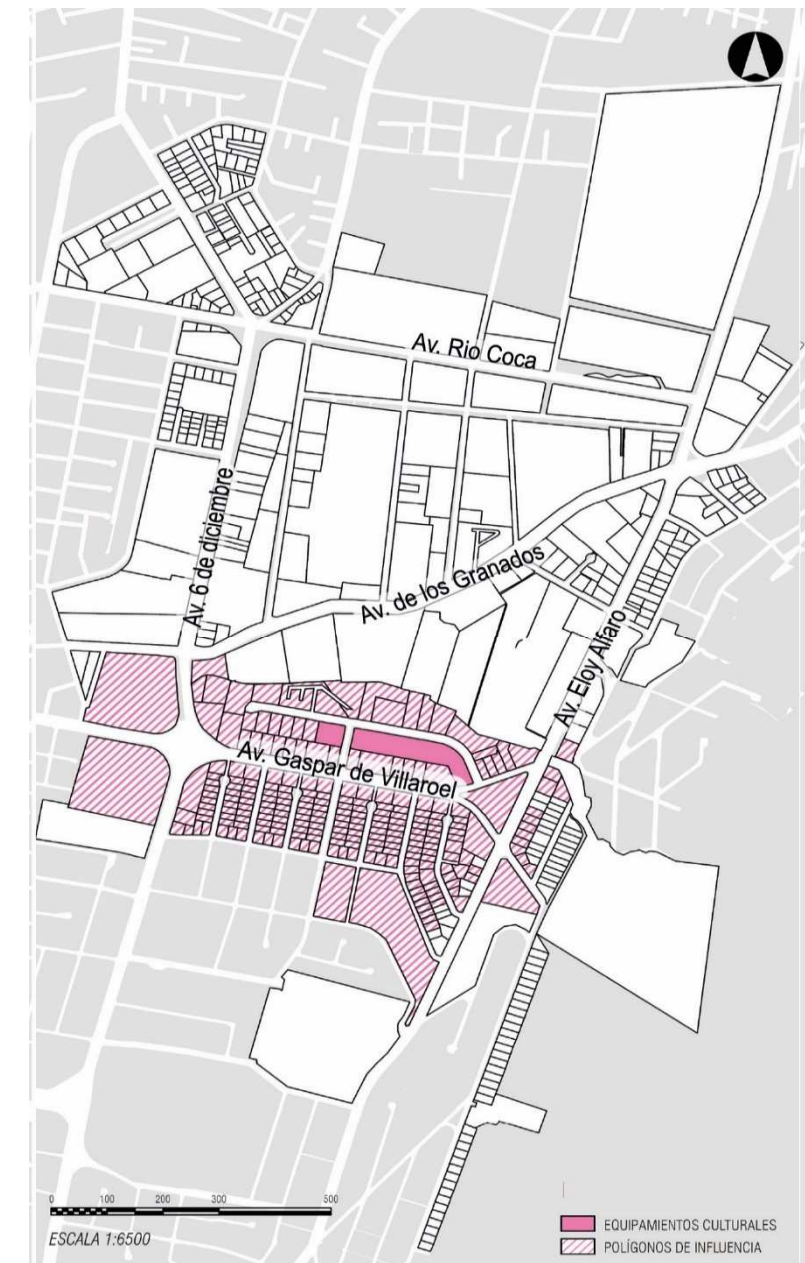 Av. Rio Coca
Av. 6 de diciembre
Av. de los Granados
Av. Eloy Alfaro
Av. Gaspar de Villaroel
0 100 200 300 500
ESCALA 1:6500
EQUIPAMIENTOS CULTURALES
POLÍGONOS DE INFLUENCIA